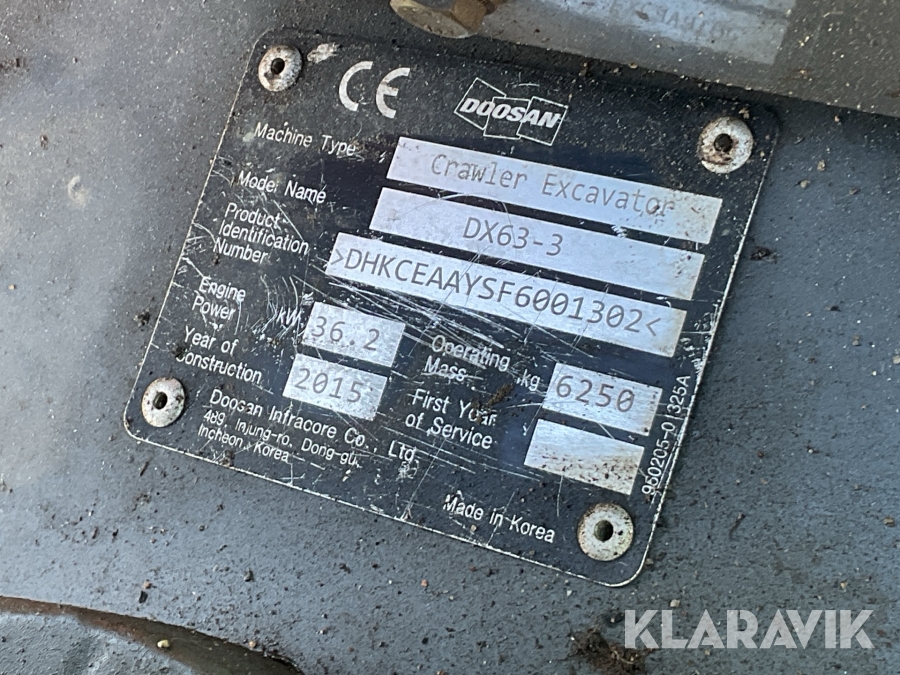 CE DOOSAN
Machine Type Crawler Excavator
Model Name DX63-3
Product
Identification
Number >DHKCEAAYSF6001302<
Engine
Power kW 36.2 Operating
Mass kg 6250
Year of
Construction 2015 First Year
of Service
Doosan Infracore Co. Ltd
489, Injung-ro, Dong-gu,
Incheon, Korea
Made in Korea
950205-01325A
KLARAVIK